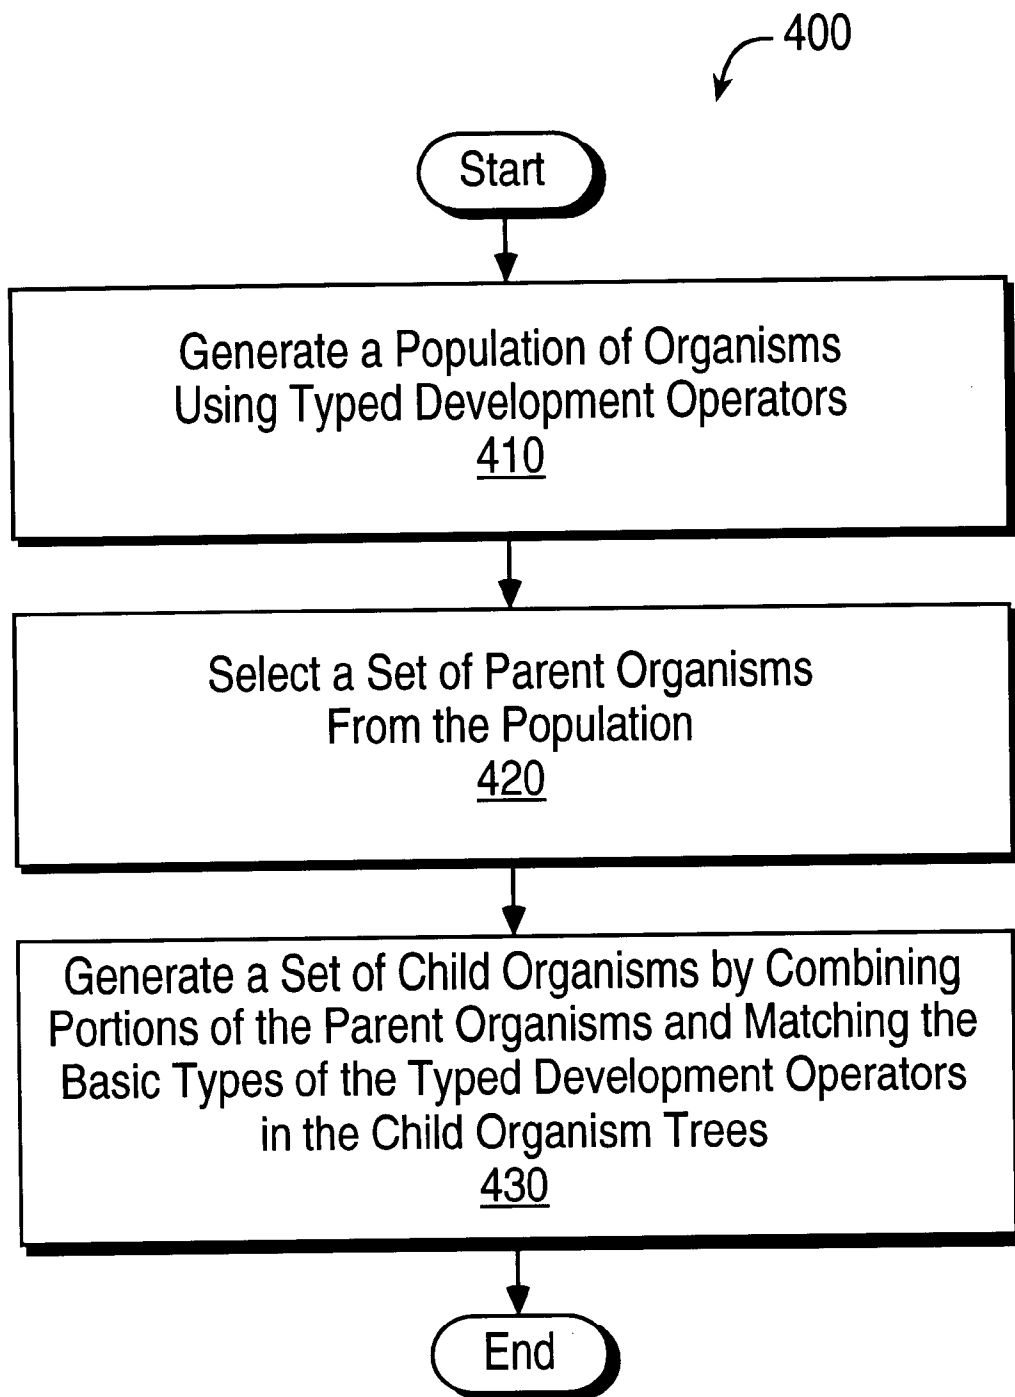 400
Start
Generate a Population of Organisms
Using Typed Development Operators
410
Select a Set of Parent Organisms
From the Population
420
Generate a Set of Child Organisms by Combining
Portions of the Parent Organisms and Matching the
Basic Types of the Typed Development Operators
in the Child Organism Trees
430
End